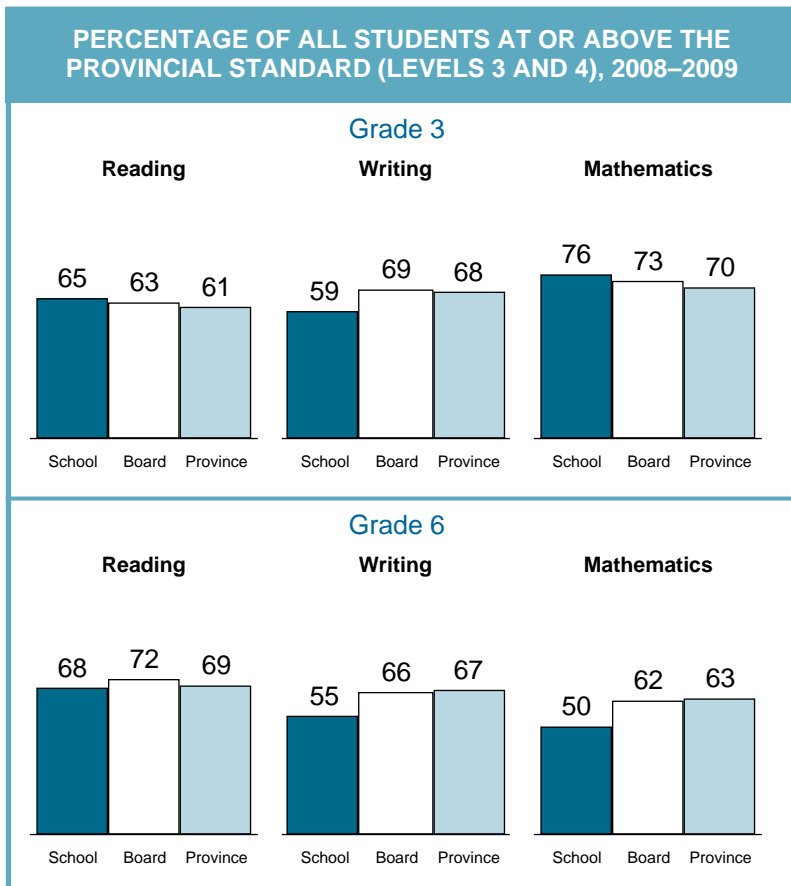 PERCENTAGE OF ALL STUDENTS AT OR ABOVE THE
PROVINCIAL STANDARD (LEVELS 3 AND 4), 2008–2009
Grade 3
Reading Writing Mathematics
65 63 61 59 69 68 76 73 70
School Board Province School Board Province School Board Province
Grade 6
Reading Writing Mathematics
68 72 69 55 66 67 50 62 63
School Board Province School Board Province School Board Province